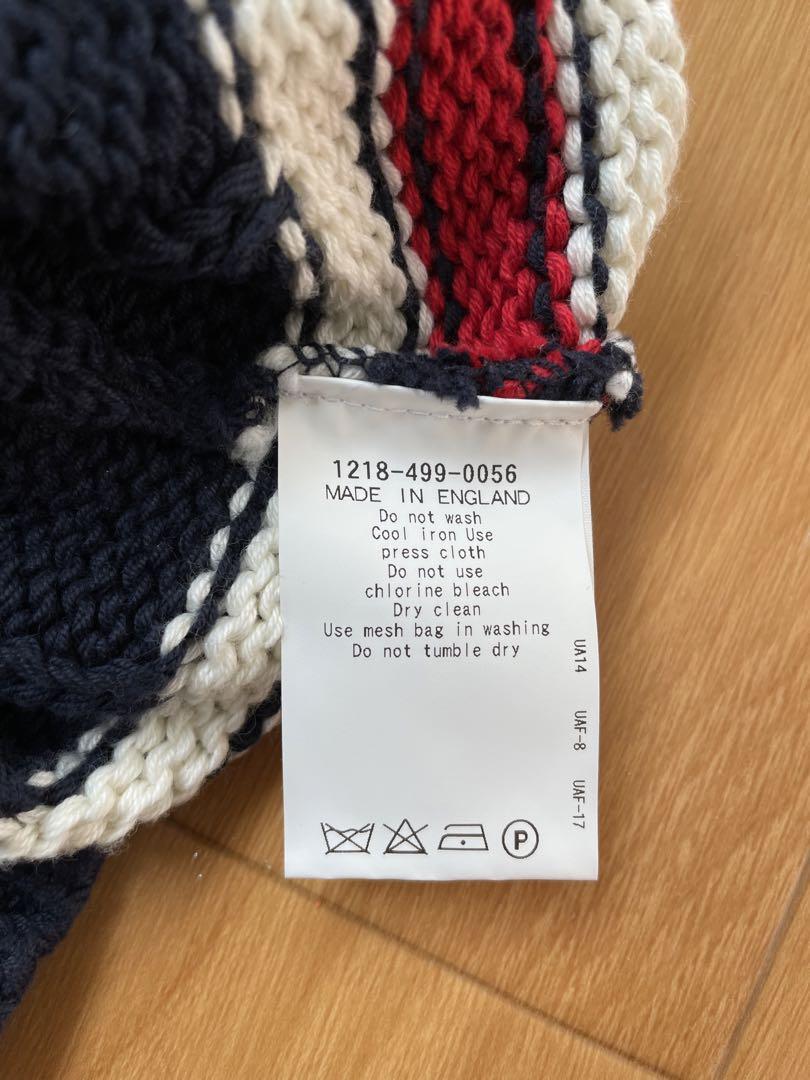 1218-499-0056
MADE IN ENGLAND
Do not wash
Cool iron Use
press cloth
Do not use
chlorine bleach
Dry clean
Use mesh bag in washing
Do not tumble dry
UA14 UAF-8 UAF-17
P